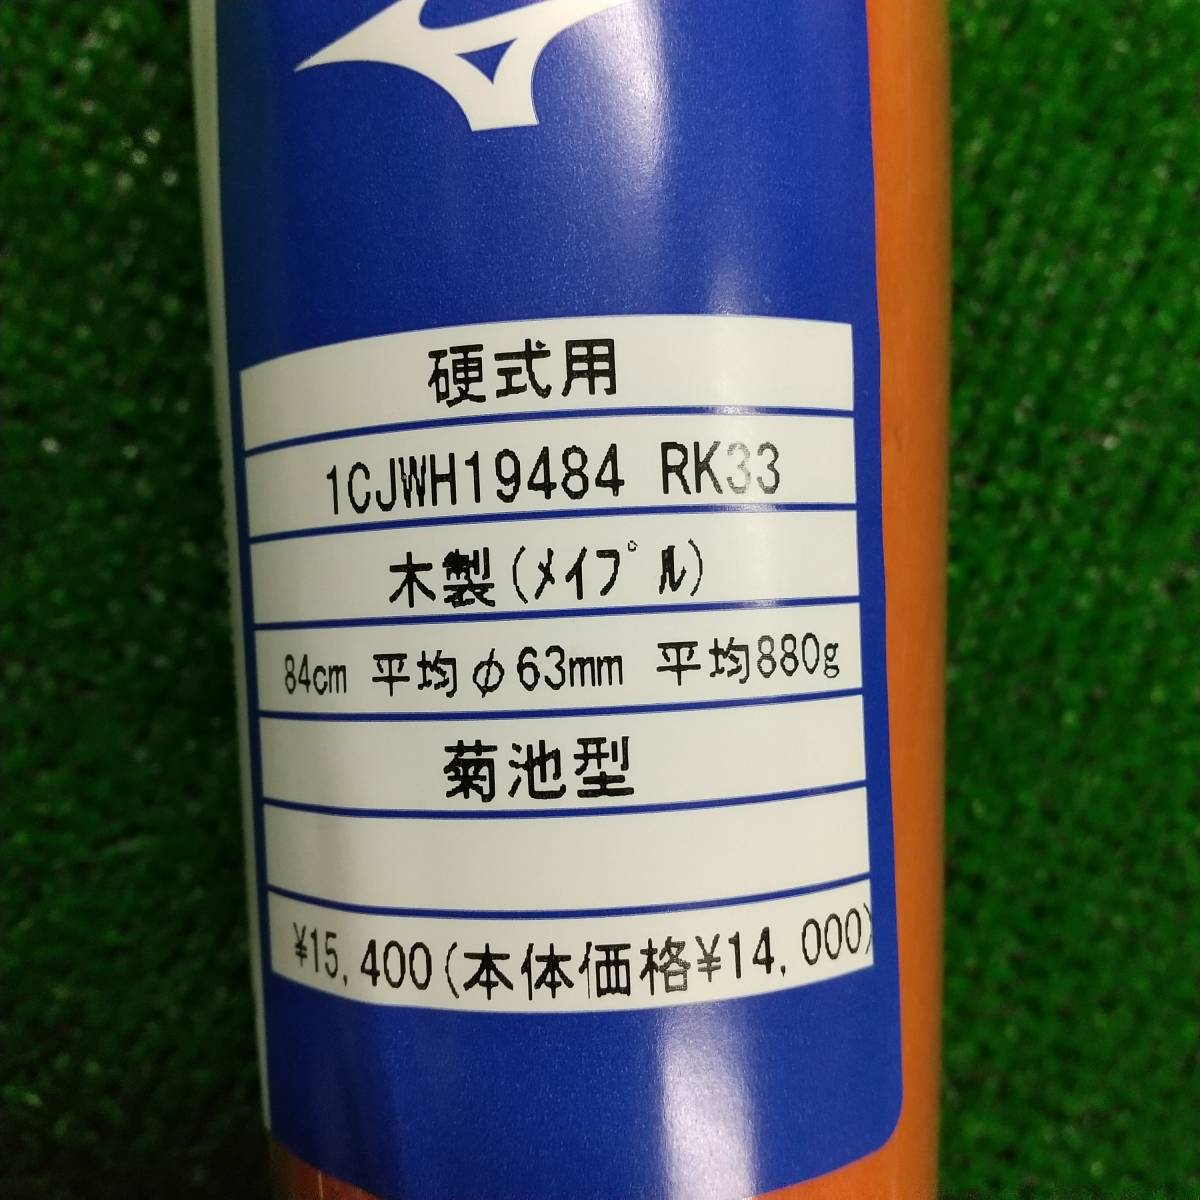 硬式用
1CJWH19484 RK33
木製(ﾒｲﾌﾟﾙ)
84cm 平均φ63mm 平均880g
菊池型
¥15,400(本体価格¥14,000)